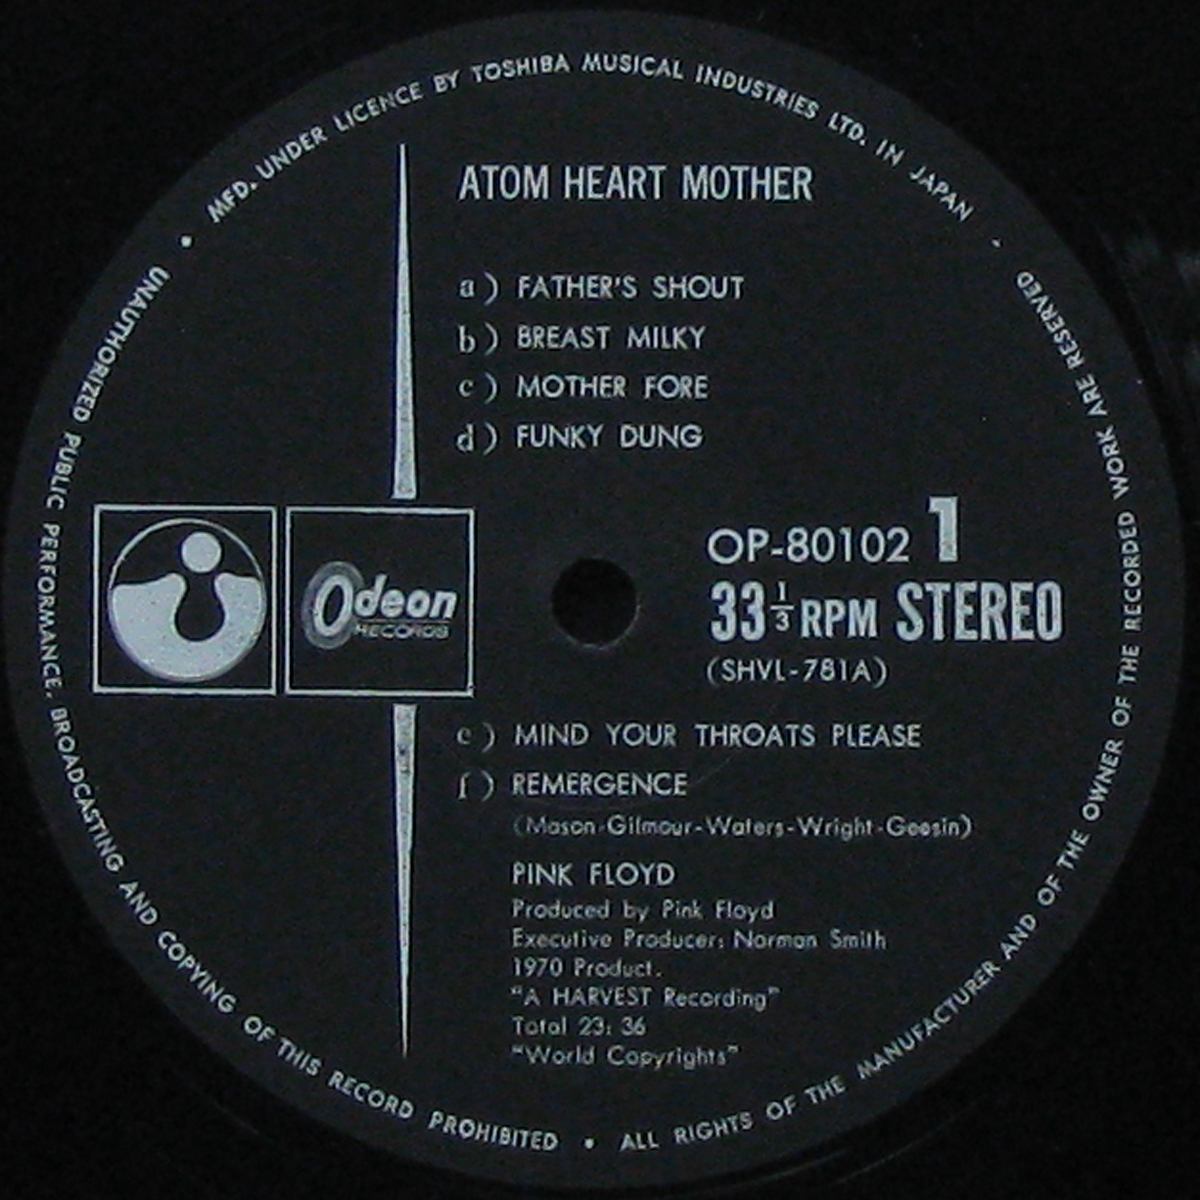 MFD. UNDER LICENCE BY TOSHIBA MUSICAL INDUSTRIES LTD. IN JAPAN
ATOM HEART MOTHER
a) FATHER'S SHOUT
b) BREAST MILKY
c) MOTHER FORE
d) FUNKY DUNG
Odeon
RECORDS
OP-80102 1
33 1/3 RPM STEREO
(SHVL-781A)
e) MIND YOUR THROATS PLEASE
f) REMERGENCE
(Mason-Gilmour-Waters-Wright-Geesin)
PINK FLOYD
Produced by Pink Floyd
Executive Producer: Norman Smith
1970 Product.
"A HARVEST Recording"
Total 23: 36
"World Copyrights"
• ALL RIGHTS OF THE MANUFACTURER AND OF THE OWNER OF THE RECORDED WORK ARE RESERVED •
UNAUTHORIZED PUBLIC PERFORMANCE, BROADCASTING AND COPYING OF THIS RECORD PROHIBITED •